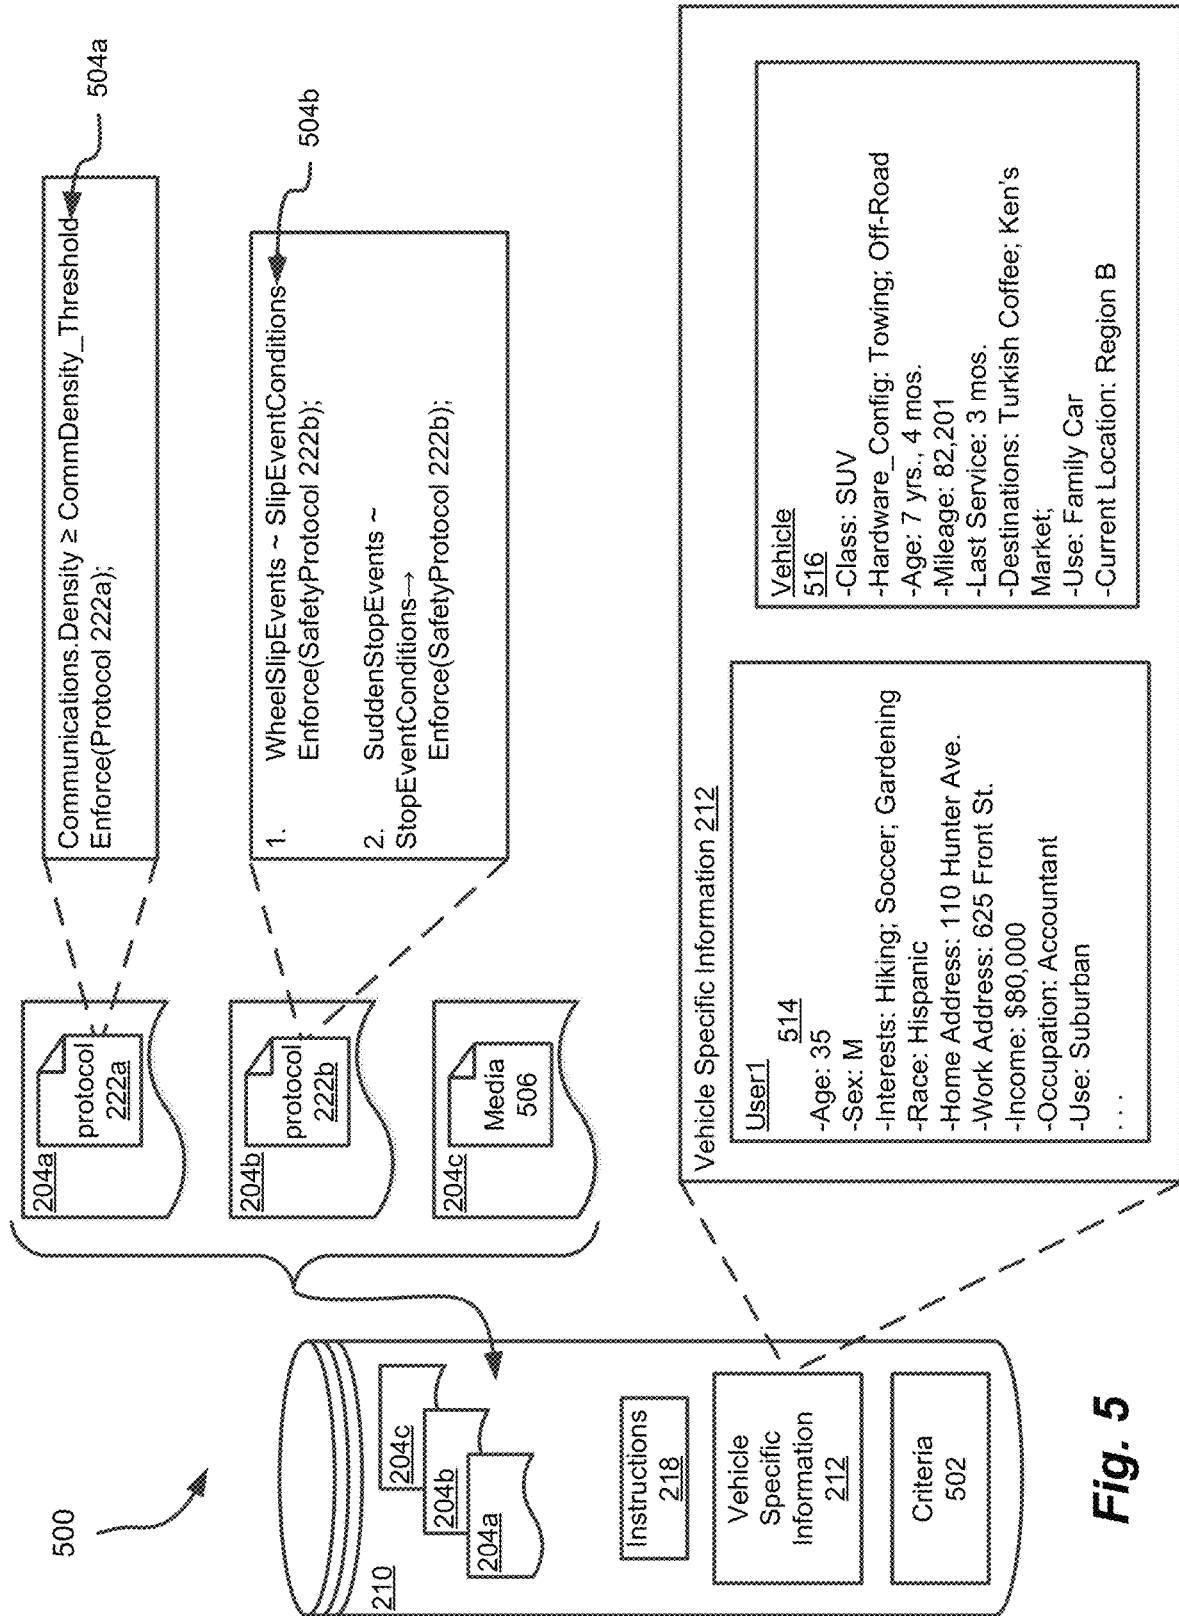 500
210
204c
204b
204a
Instructions
218
Vehicle
Specific
Information
212
Criteria
502
204a
protocol
222a
204b
protocol
222b
204c
Media
506
Communications.Density ≥ CommDensity_Threshold
Enforce(Protocol 222a);
504a
1. WheelSlipEvents ~ SlipEventConditions
Enforce(SafetyProtocol 222b);
2. SuddenStopEvents ~
StopEventConditions→
Enforce(SafetyProtocol 222b);
504b
Vehicle Specific Information 212
User1
514
-Age: 35
-Sex: M
-Interests: Hiking; Soccer; Gardening
-Race: Hispanic
-Home Address: 110 Hunter Ave.
-Work Address: 625 Front St.
-Income: $80,000
-Occupation: Accountant
-Use: Suburban
. . .
Vehicle
516
-Class: SUV
-Hardware_Config: Towing; Off-Road
-Age: 7 yrs., 4 mos.
-Mileage: 82,201
-Last Service: 3 mos.
-Destinations: Turkish Coffee; Ken's
Market;
-Use: Family Car
-Current Location: Region B
Fig. 5